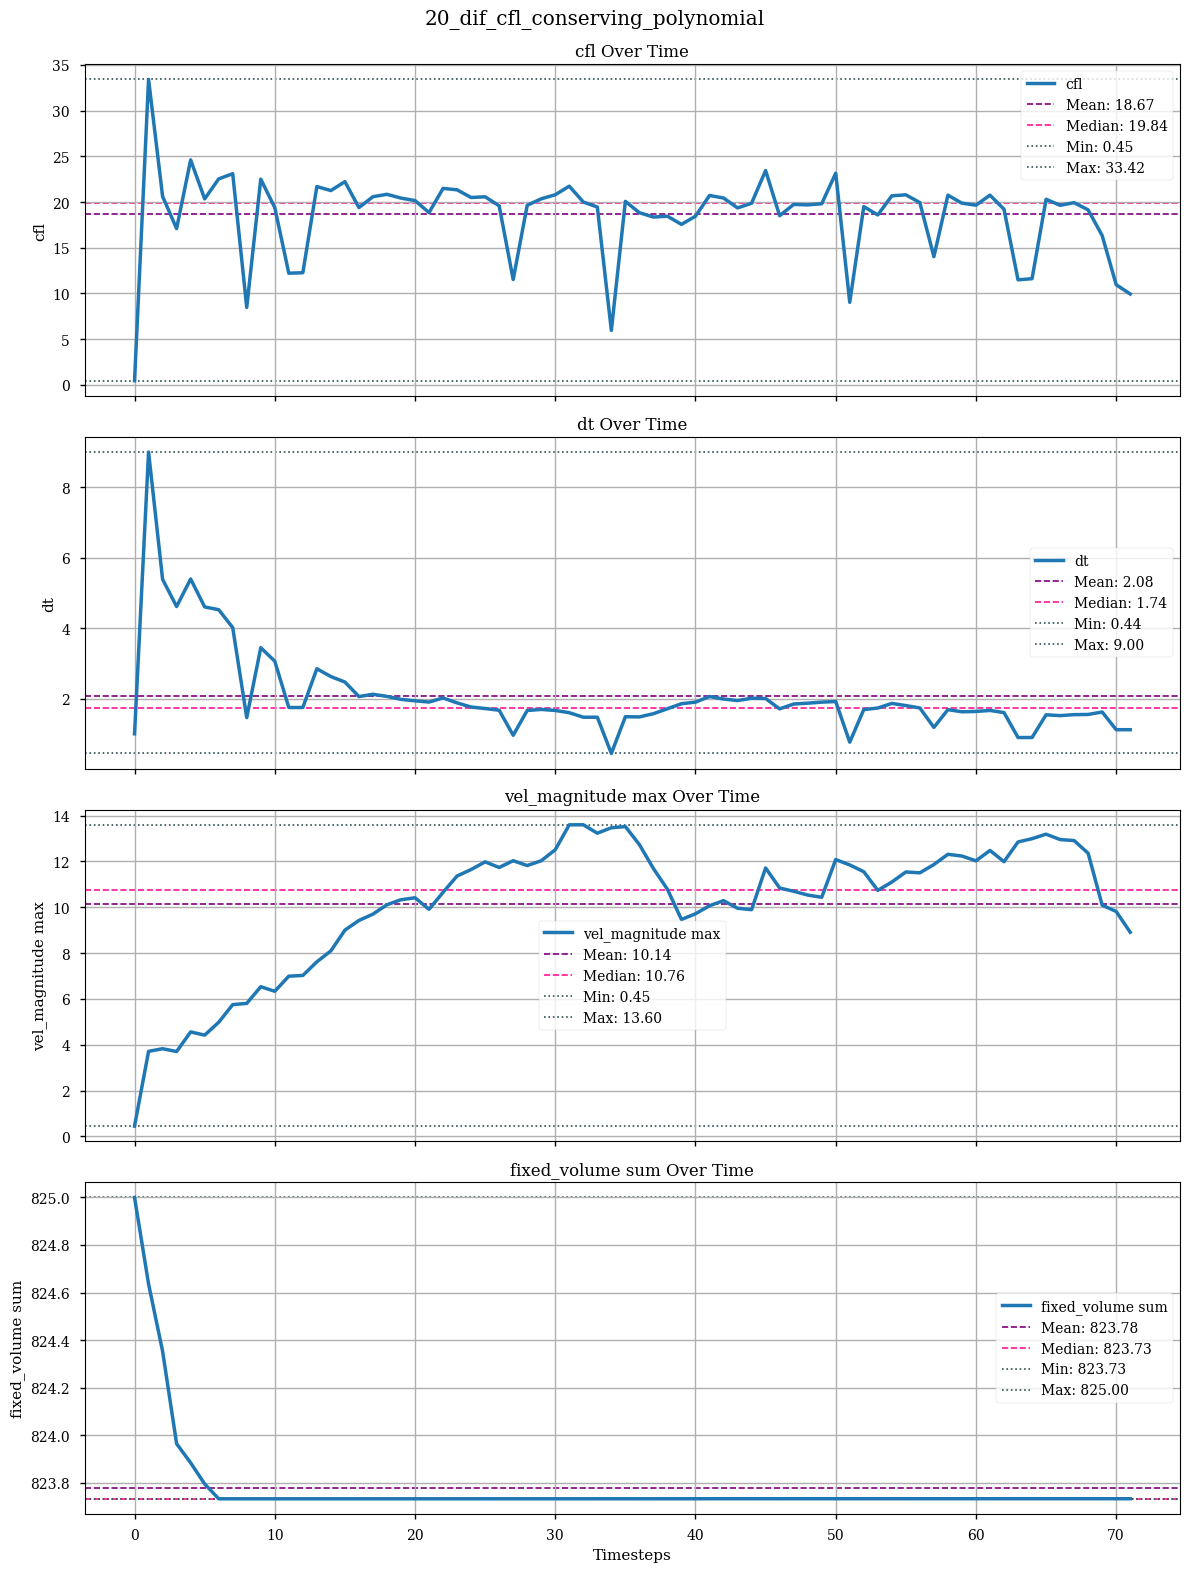 20_dif_cfl_conserving_polynomial
cfl Over Time
35
30
25
20
15
10
5
0
cfl
cfl
Mean: 18.67
Median: 19.84
Min: 0.45
Max: 33.42
dt Over Time
8
6
4
2
dt
dt
Mean: 2.08
Median: 1.74
Min: 0.44
Max: 9.00
vel_magnitude max Over Time
14
12
10
8
6
4
2
0
vel_magnitude max
vel_magnitude max
Mean: 10.14
Median: 10.76
Min: 0.45
Max: 13.60
fixed_volume sum Over Time
825.0
824.8
824.6
824.4
824.2
824.0
823.8
fixed_volume sum
fixed_volume sum
Mean: 823.78
Median: 823.73
Min: 823.73
Max: 825.00
0 10 20 30 40 50 60 70
Timesteps